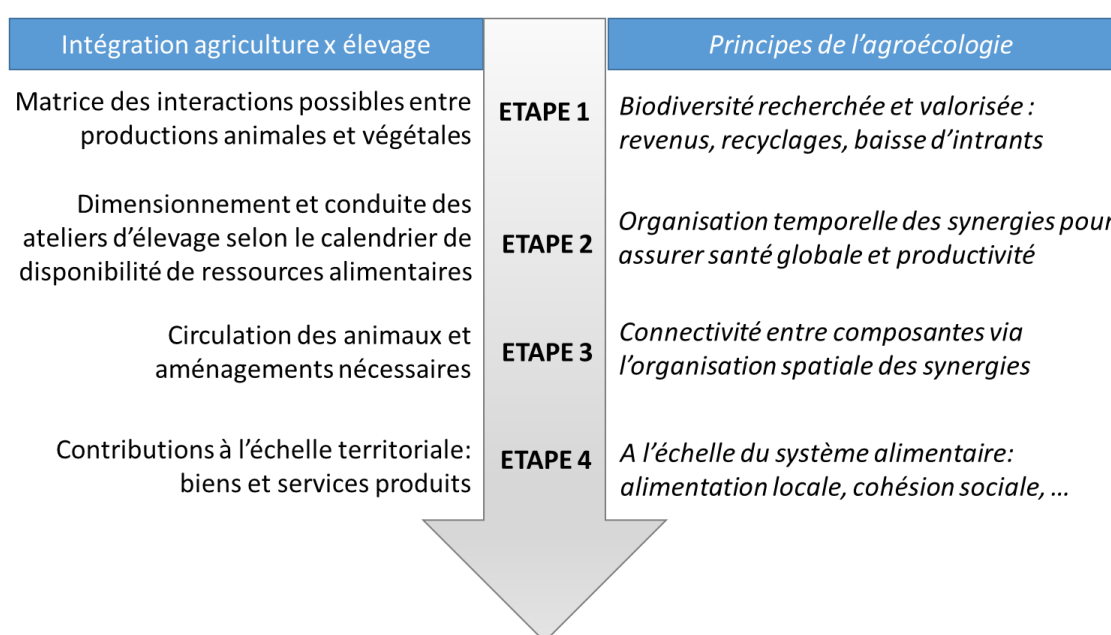 Intégration agriculture x élevage
Principes de l'agroécologie
Matrice des interactions possibles entre
productions animales et végétales
ETAPE 1
Biodiversité recherchée et valorisée :
revenus, recyclages, baisse d'intrants
Dimensionnement et conduite des
ateliers d'élevage selon le calendrier de
disponibilité de ressources alimentaires
ETAPE 2
Organisation temporelle des synergies pour
assurer santé globale et productivité
Circulation des animaux et
aménagements nécessaires
ETAPE 3
Connectivité entre composantes via
l'organisation spatiale des synergies
Contributions à l'échelle territoriale:
biens et services produits
ETAPE 4
A l'échelle du système alimentaire:
alimentation locale, cohésion sociale, ...